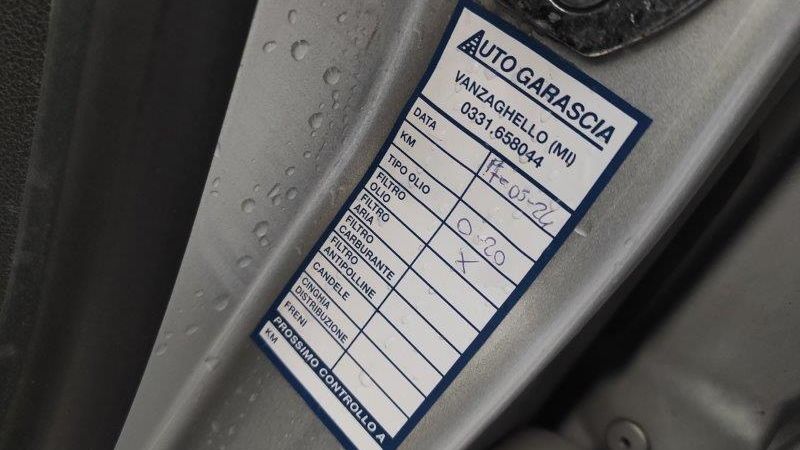 AUTO GARASCIA
VANZAGHELLO (MI)
0331.658044
DATA
KM
TIPO OLIO 0-20
FILTRO OLIO X
FILTRO ARIA
FILTRO CARBURANTE
FILTRO ANTIPOLLINE
CANDELE
CINGHIA DISTRIBUZIONE
FRENI
PROSSIMO CONTROLLO A
KM